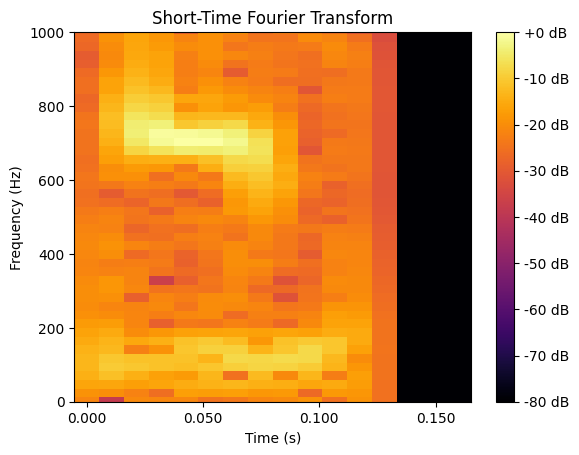 Short-Time Fourier Transform
Frequency (Hz)
1000
800
600
400
200
0
0.000
0.050
0.100
0.150
Time (s)
+0 dB
-10 dB
-20 dB
-30 dB
-40 dB
-50 dB
-60 dB
-70 dB
-80 dB